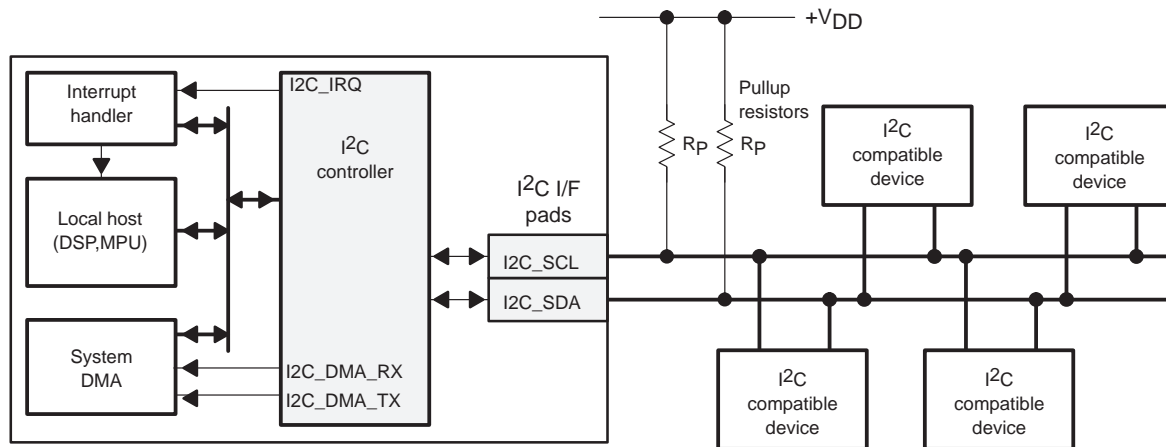 +VDD
Interrupt
handler
I2C_IRQ
I²C
controller
Local host
(DSP,MPU)
System
DMA
I2C_DMA_RX
I2C_DMA_TX
I²C I/F
pads
I2C_SCL
I2C_SDA
Pullup
resistors
RP
RP
I²C
compatible
device
I²C
compatible
device
I²C
compatible
device
I²C
compatible
device